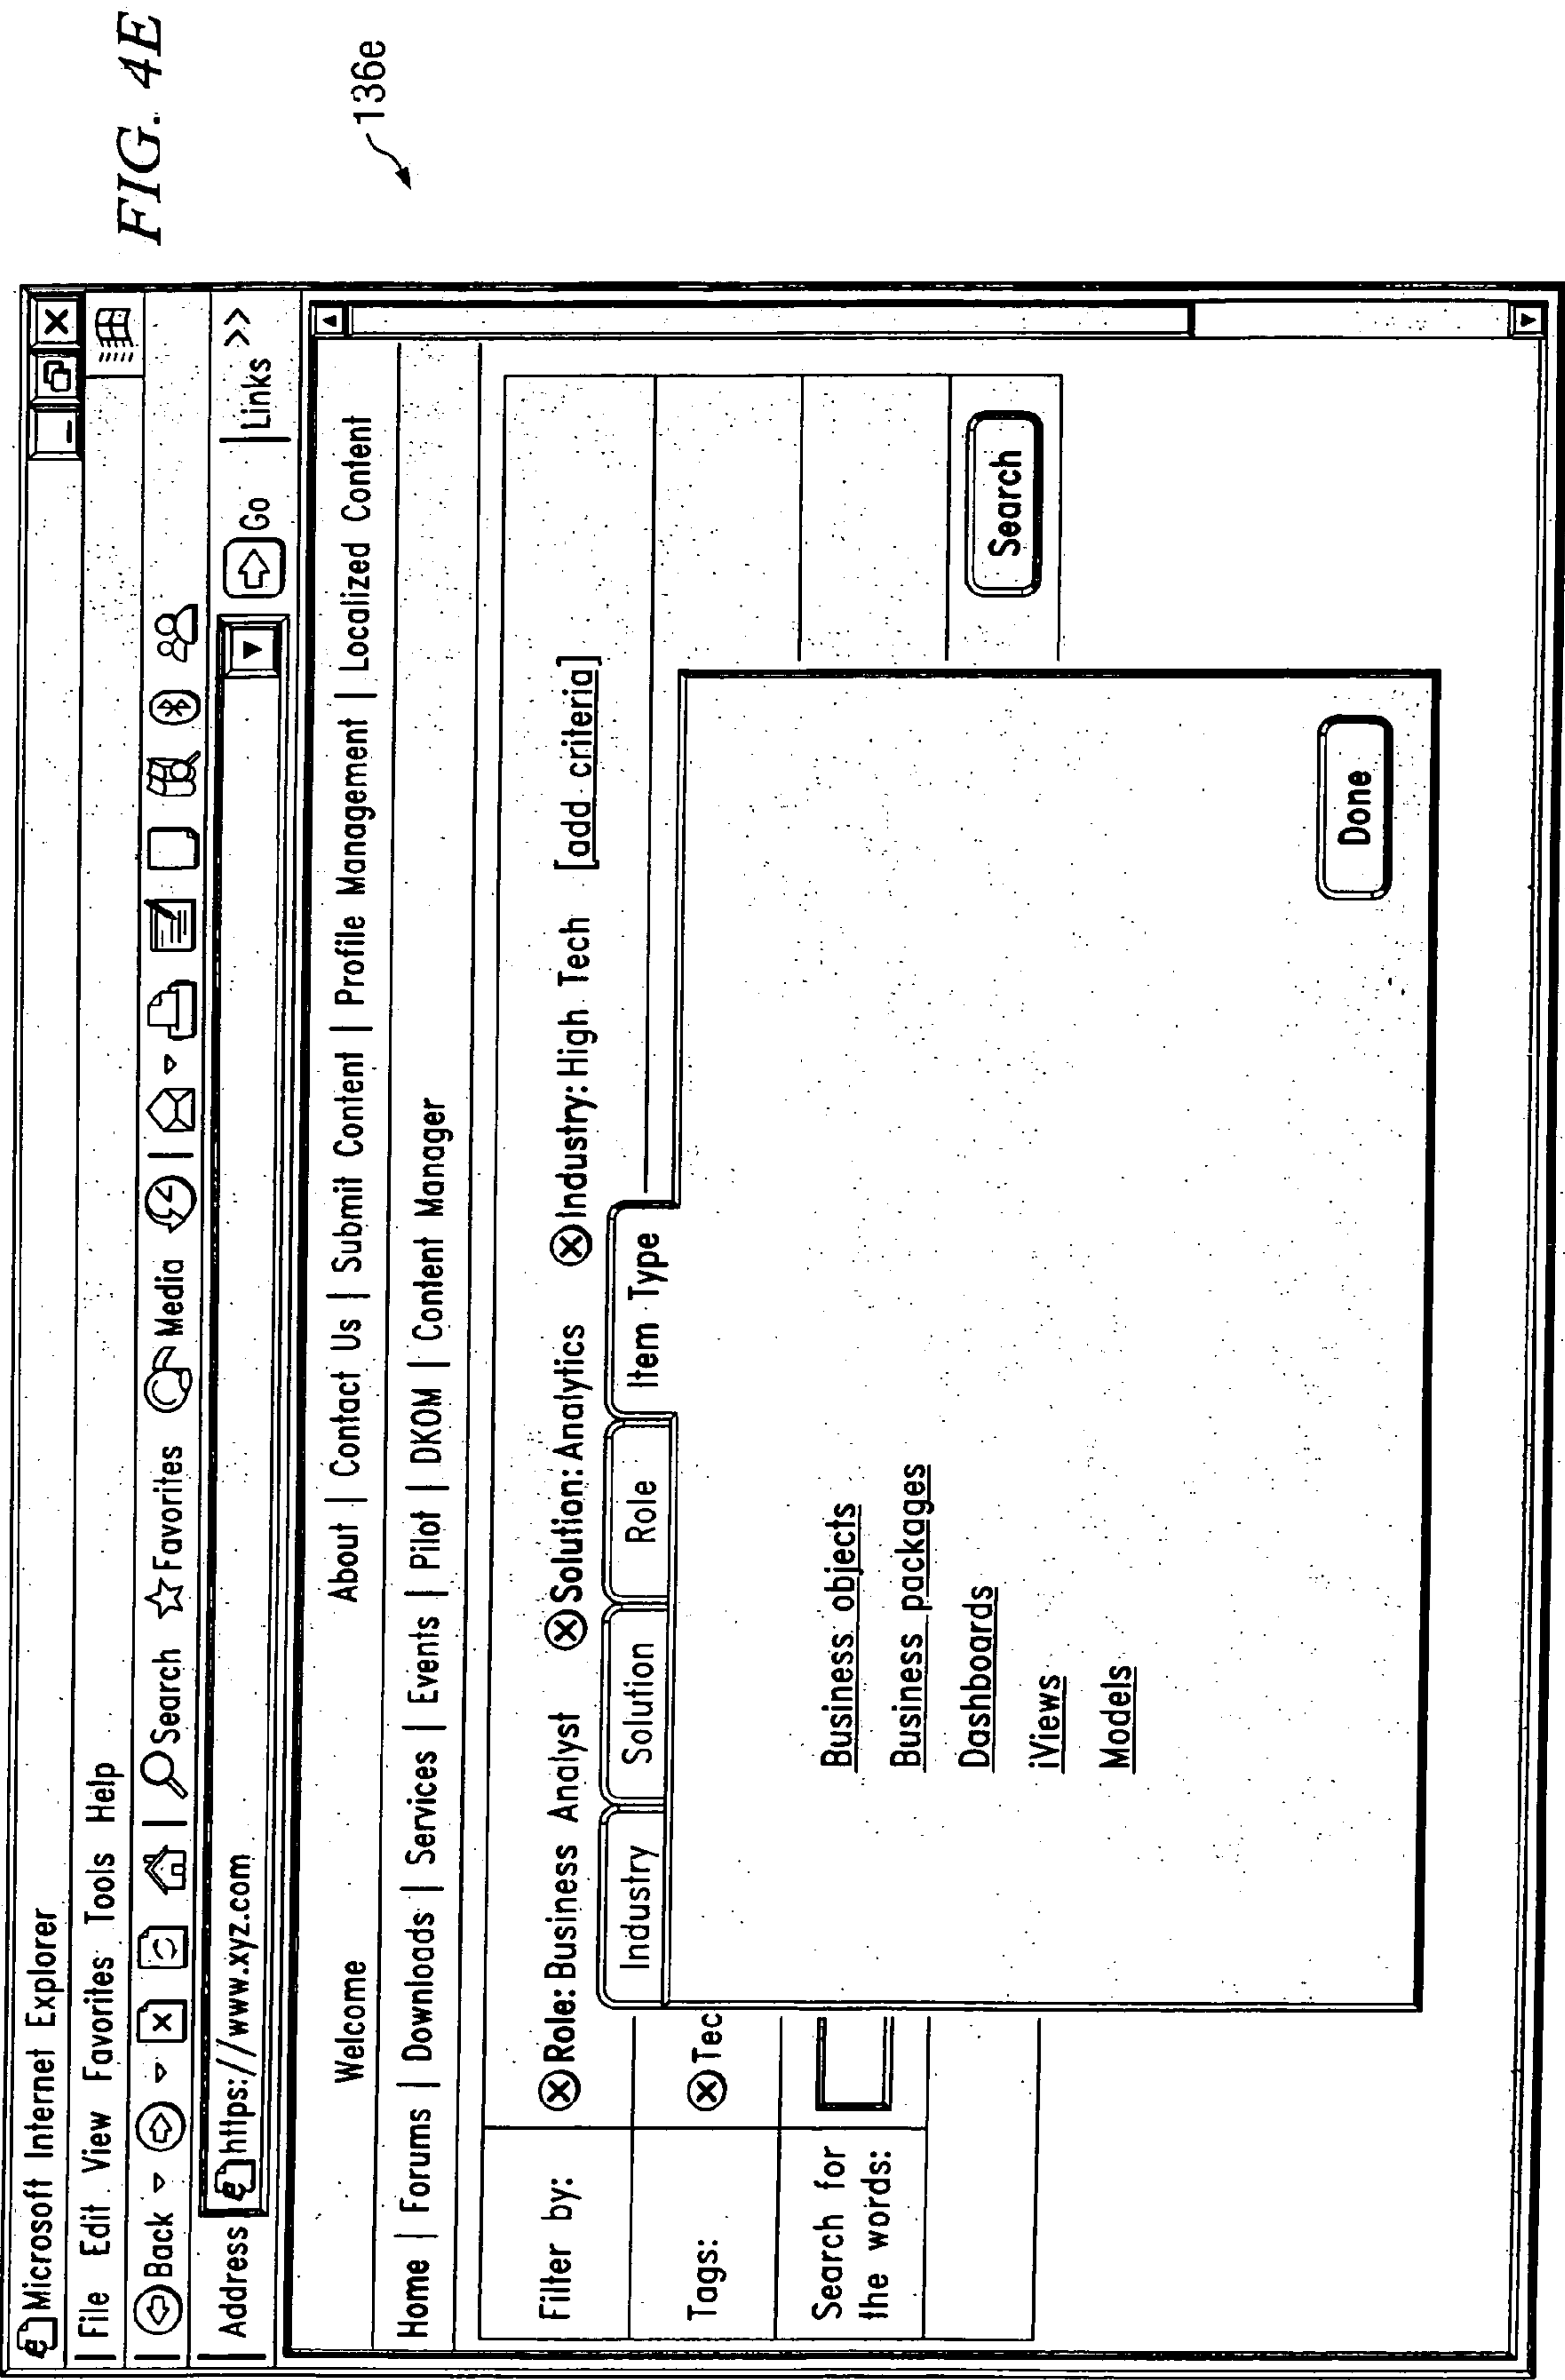 FIG. 4E
136e
Microsoft Internet Explorer
File Edit View Favorites Tools Help
Back Search Favorites Media
Address https://www.xyz.com Go Links >>
Welcome About | Contact Us | Submit Content | Profile Management | Localized Content
Home | Forums | Downloads | Services | Events | Pilot | DKOM | Content Manager
Filter by: Role: Business Analyst Solution: Analytics Industry: High Tech [add criteria]
Industry Solution Role Item Type
Tags: Tec
Search for
the words:
Business objects
Business packages
Dashboards
iViews
Models
Search
Done